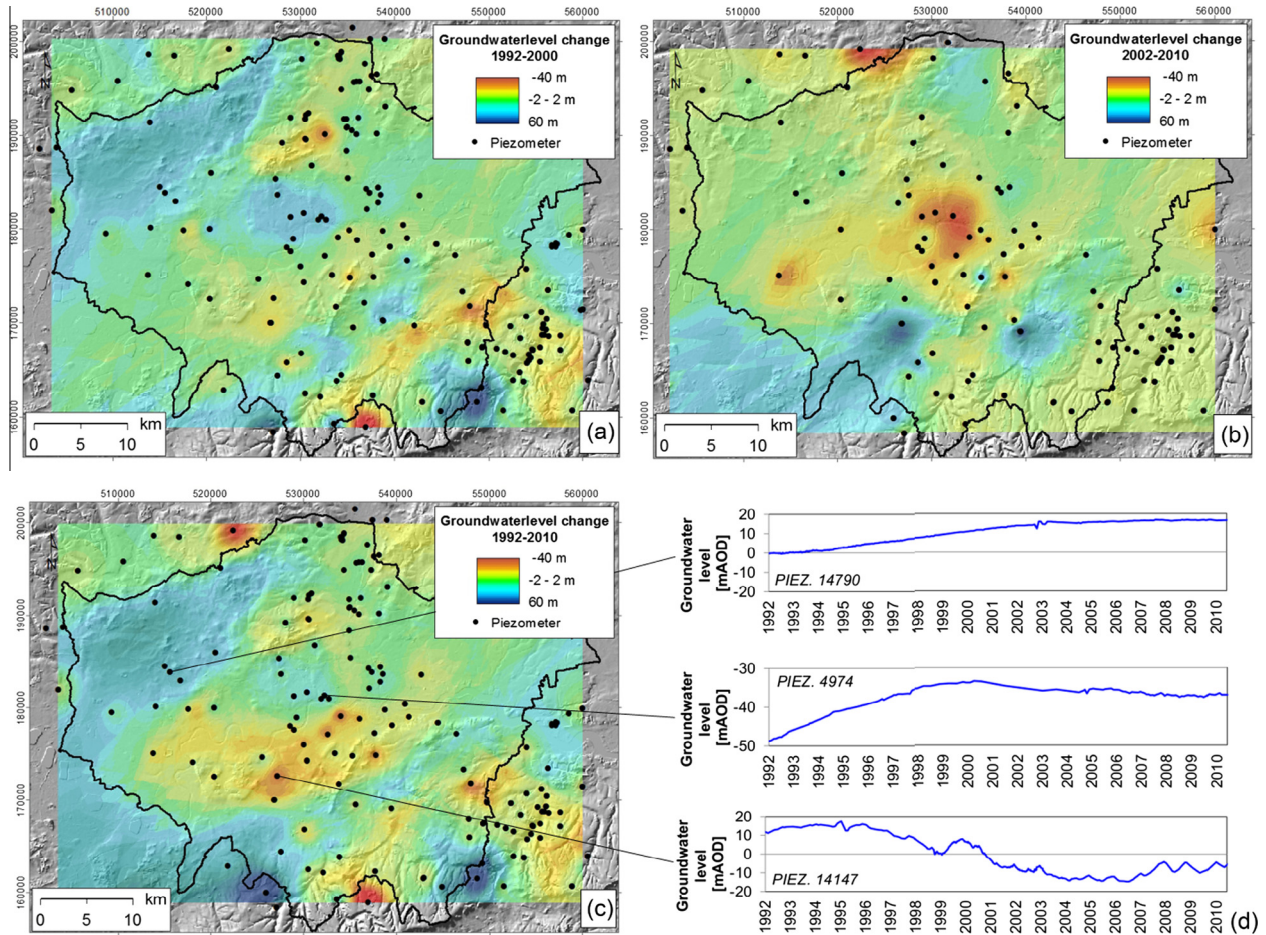 510000 520000 530000 540000 550000 560000
200000
190000
180000
170000
160000
N
Groundwaterlevel change
1992-2000
-40 m
-2 - 2 m
60 m
Piezometer
km
0 5 10
(a)
510000 520000 530000 540000 550000 560000
200000
190000
180000
170000
160000
N
Groundwaterlevel change
2002-2010
-40 m
-2 - 2 m
60 m
Piezometer
km
0 5 10
(b)
510000 520000 530000 540000 550000 560000
200000
190000
180000
170000
160000
N
Groundwaterlevel change
1992-2010
-40 m
-2 - 2 m
60 m
Piezometer
km
0 5 10
(c)
Groundwater
level
[mAOD]
20
10
0
-10
-20
PIEZ. 14790
1992 1993 1994 1995 1996 1997 1998 1999 2000 2001 2002 2003 2004 2005 2006 2007 2008 2009 2010
Groundwater
level
[mAOD]
-30
-40
-50
PIEZ. 4974
1992 1993 1994 1995 1996 1997 1998 1999 2000 2001 2002 2003 2004 2005 2006 2007 2008 2009 2010
Groundwater
level
[mAOD]
20
10
0
-10
-20
PIEZ. 14147
1992 1993 1994 1995 1996 1997 1998 1999 2000 2001 2002 2003 2004 2005 2006 2007 2008 2009 2010
(d)